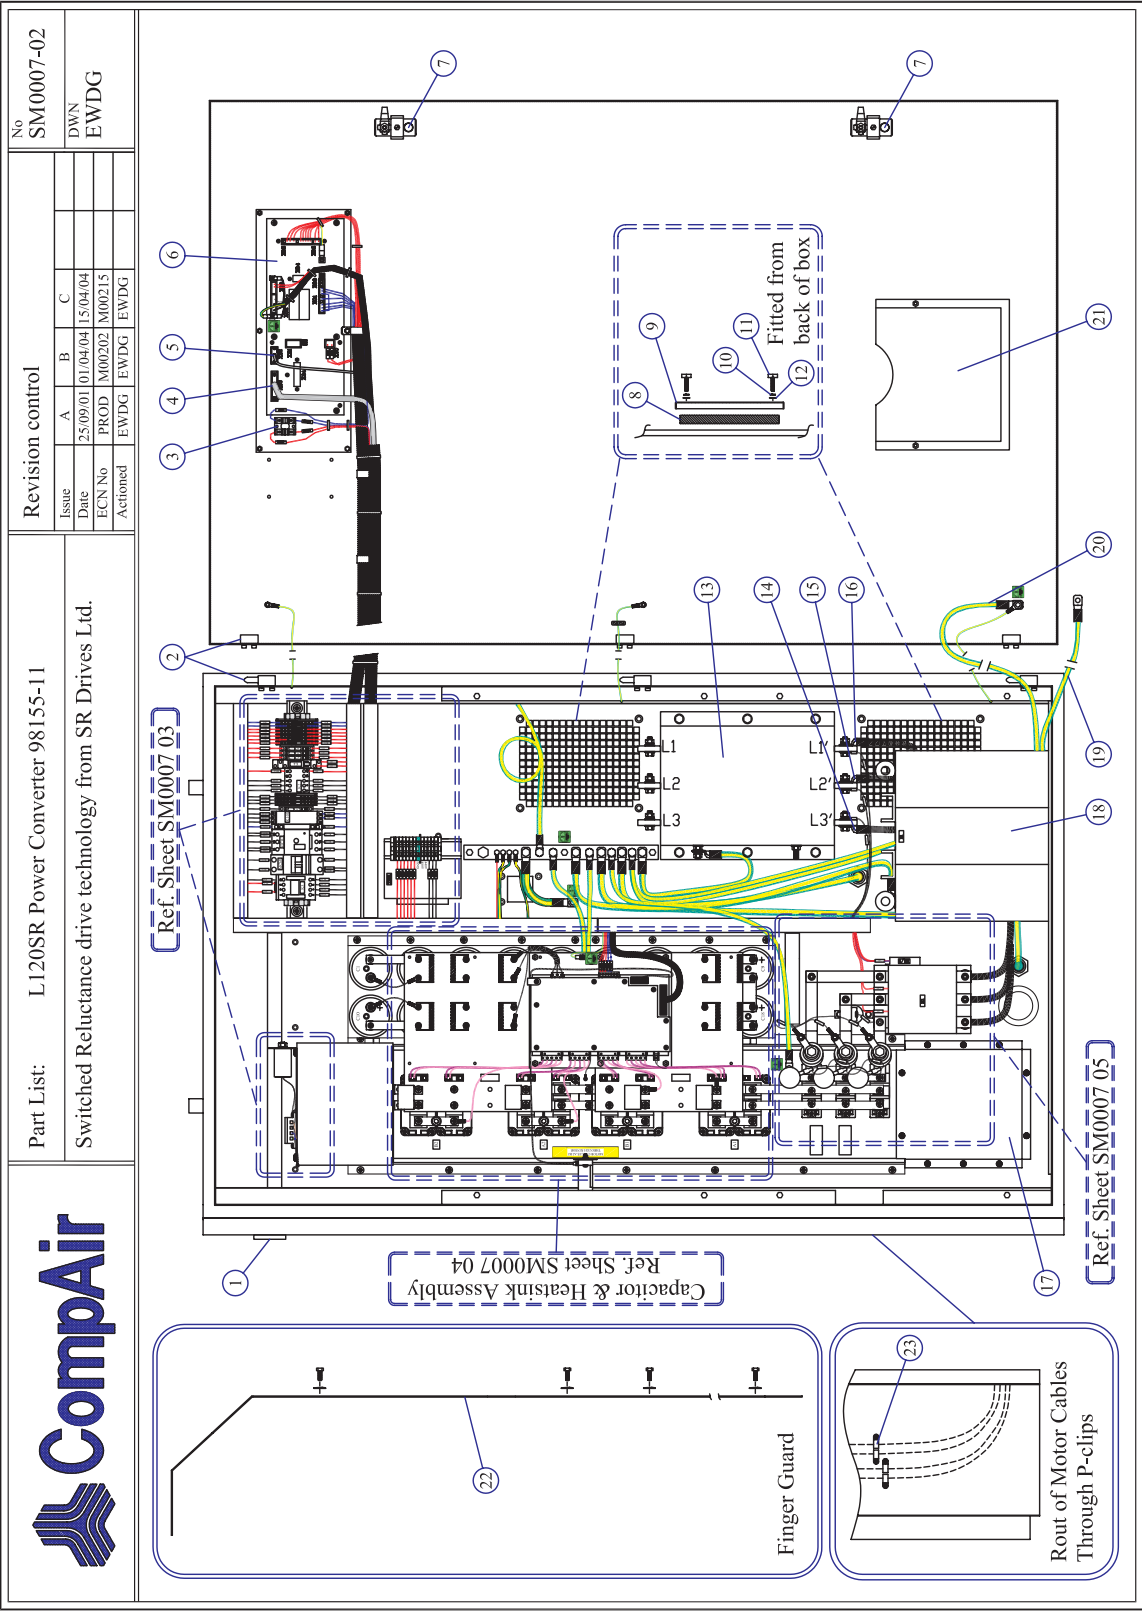 CompAir
Part List: L120SR Power Converter 98155-11
Switched Reluctance drive technology from SR Drives Ltd.
Revision control
Issue A B C
Date 25/09/01 01/04/04 15/04/04
ECN No PROD M00202 M00215
Actioned EWDG EWDG EWDG
No
SM0007-02
DWN
EWDG
Ref. Sheet SM0007 03
1
2
3
4
5
6
7
7
8
9
10
11
12
Fitted from
back of box
13
14
15
16
L1
L2
L3
L1'
L2'
L3'
17
18
19
20
21
Capacitor & Heatsink Assembly
Ref. Sheet SM0007 04
Ref. Sheet SM0007 05
22
Finger Guard
23
Rout of Motor Cables
Through P-clips